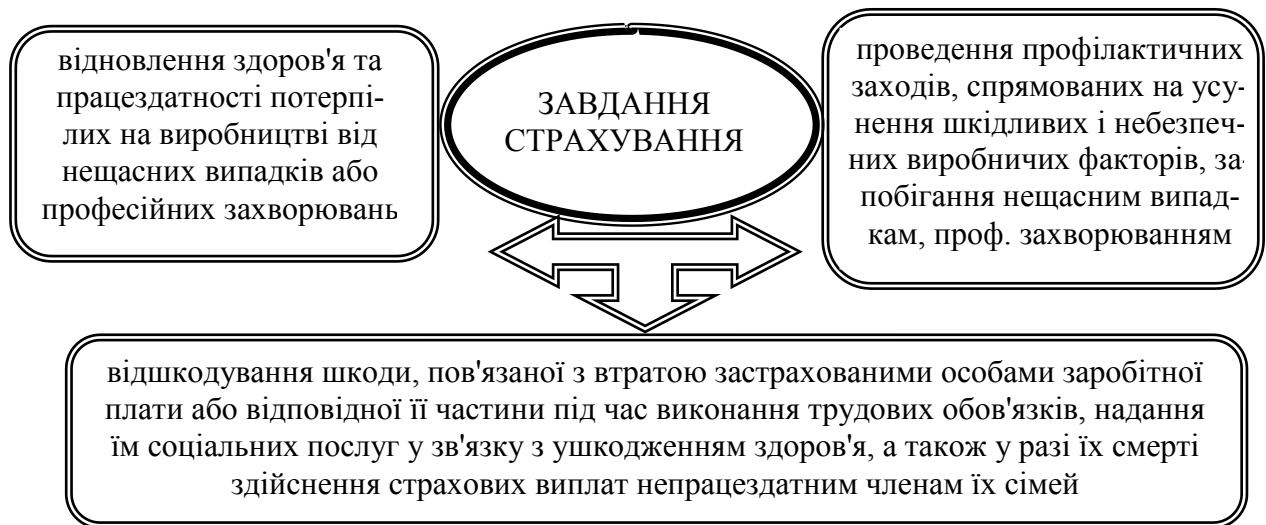 відновлення здоров'я та
працездатності потерпі-
лих на виробництві від
нещасних випадків або
професійних захворювань
ЗАВДАННЯ
СТРАХУВАННЯ
проведення профілактичних
заходів, спрямованих на усу-
нення шкідливих і небезпеч-
них виробничих факторів, за-
побігання нещасним випад-
кам, проф. захворюванням
відшкодування шкоди, пов'язаної з втратою застрахованими особами заробітної
плати або відповідної її частини під час виконання трудових обов'язків, надання
їм соціальних послуг у зв'язку з ушкодженням здоров'я, а також у разі їх смерті
здійснення страхових виплат непрацездатним членам їх сімей